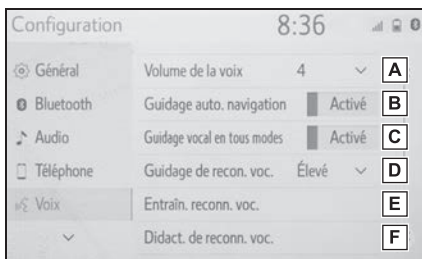 Configuration 8:36
Général
Volume de la voix 4 A
Bluetooth
Guidage auto. navigation Activé B
Audio
Guidage vocal en tous modes Activé C
Téléphone
Guidage de recon. voc. Élevé D
Voix
Entraîn. reconn. voc. E
Didact. de reconn. voc. F